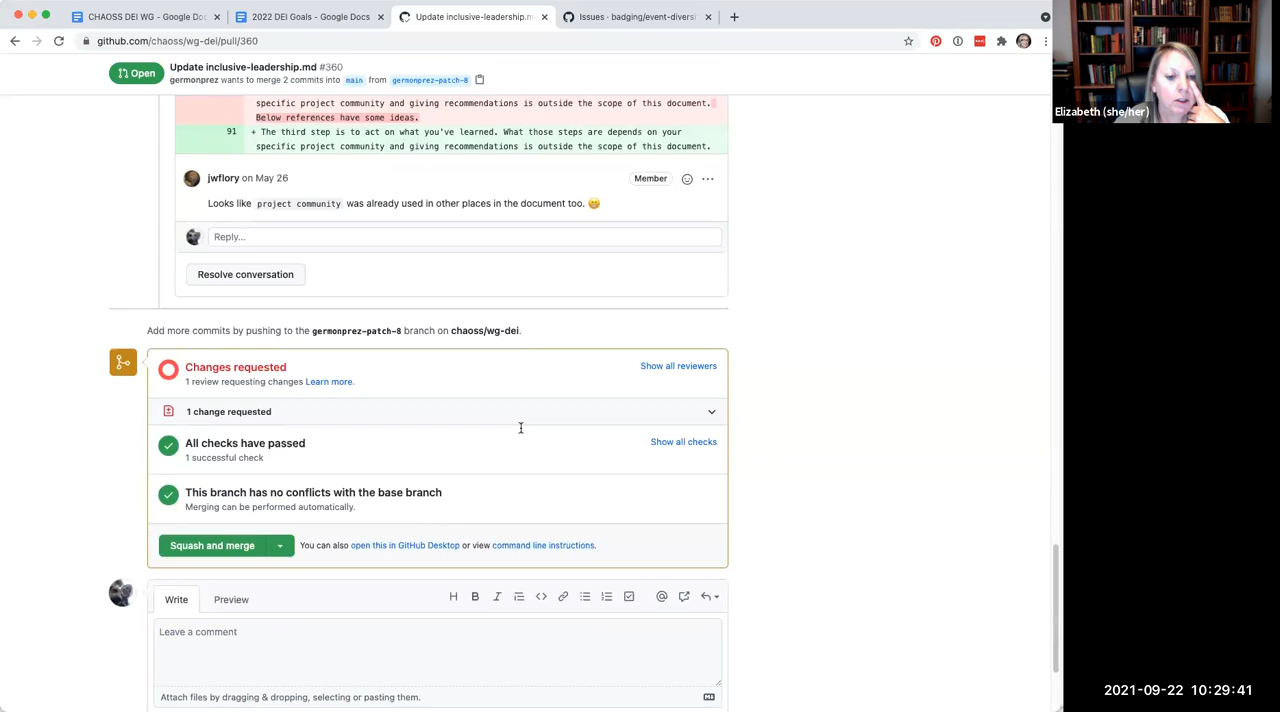 CHAOSS DEI WG - Google Doc
2022 DEI Goals - Google Docs
Update inclusive-leadership.m
Issues · badging/event-divers
github.com/chaoss/wg-dei/pull/360
Open
Update inclusive-leadership.md #360
germonprez wants to merge 2 commits into main from germonprez-patch-8
specific project community and giving recommendations is outside the scope of this document.
Below references have some ideas.
91 + The third step is to act on what you've learned. What those steps are depends on your
specific project community and giving recommendations is outside the scope of this document.
jwflory on May 26
Member
Looks like project community was already used in other places in the document too. 😄
Reply...
Resolve conversation
Add more commits by pushing to the germonprez-patch-8 branch on chaoss/wg-dei.
Changes requested
Show all reviewers
1 review requesting changes Learn more.
1 change requested
All checks have passed
Show all checks
1 successful check
This branch has no conflicts with the base branch
Merging can be performed automatically.
Squash and merge
You can also open this in GitHub Desktop or view command line instructions.
Write
Preview
Leave a comment
Attach files by dragging & dropping, selecting or pasting them.
Elizabeth (she/her)
2021-09-22 10:29:41